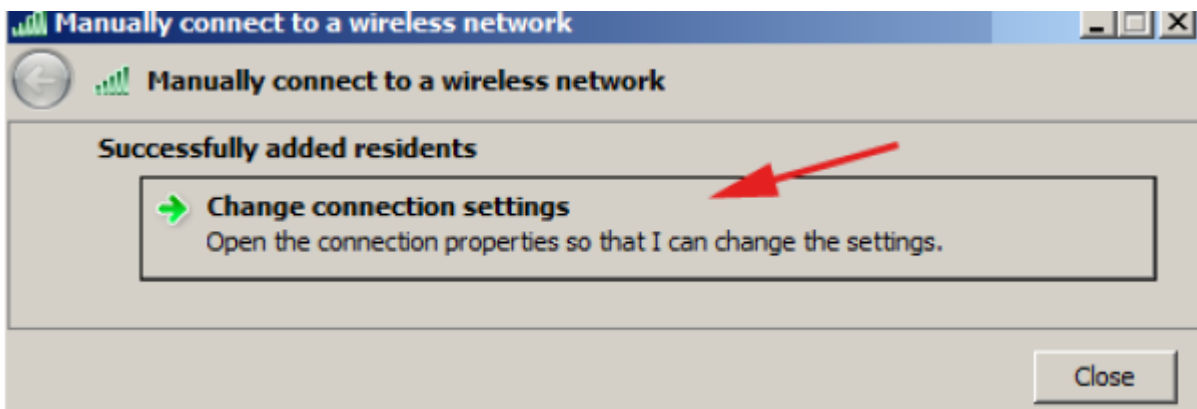 Manually connect to a wireless network
Manually connect to a wireless network
Successfully added residents
Change connection settings
Open the connection properties so that I can change the settings.
Close